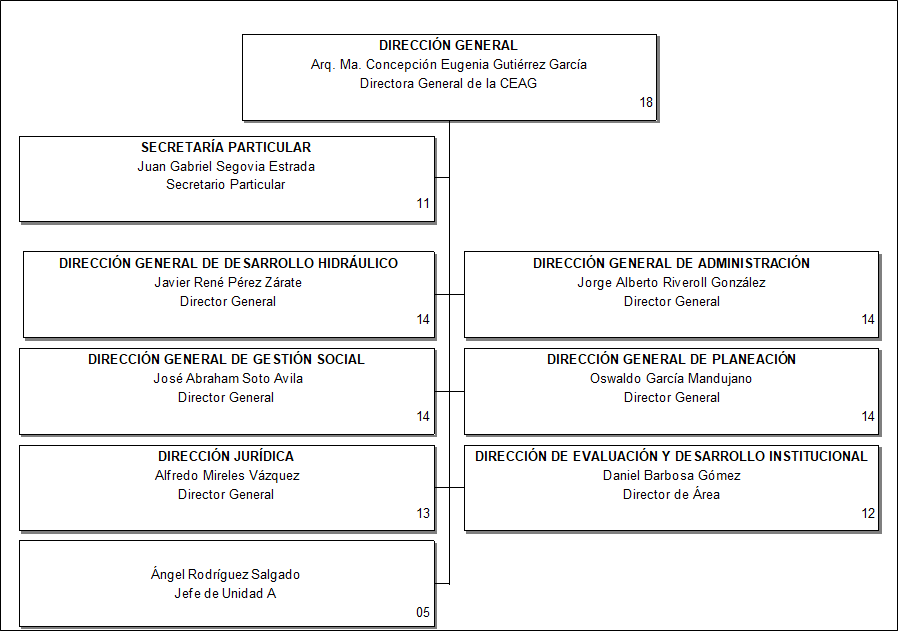 DIRECCIÓN GENERAL
Arq. Ma. Concepción Eugenia Gutiérrez García
Directora General de la CEAG
18
SECRETARÍA PARTICULAR
Juan Gabriel Segovia Estrada
Secretario Particular
11
DIRECCIÓN GENERAL DE DESARROLLO HIDRÁULICO
Javier René Pérez Zárate
Director General
14
DIRECCIÓN GENERAL DE ADMINISTRACIÓN
Jorge Alberto Riveroll González
Director General
14
DIRECCIÓN GENERAL DE GESTIÓN SOCIAL
José Abraham Soto Avila
Director General
14
DIRECCIÓN GENERAL DE PLANEACIÓN
Oswaldo García Mandujano
Director General
14
DIRECCIÓN JURÍDICA
Alfredo Mireles Vázquez
Director General
13
DIRECCIÓN DE EVALUACIÓN Y DESARROLLO INSTITUCIONAL
Daniel Barbosa Gómez
Director de Área
12
Ángel Rodríguez Salgado
Jefe de Unidad A
05